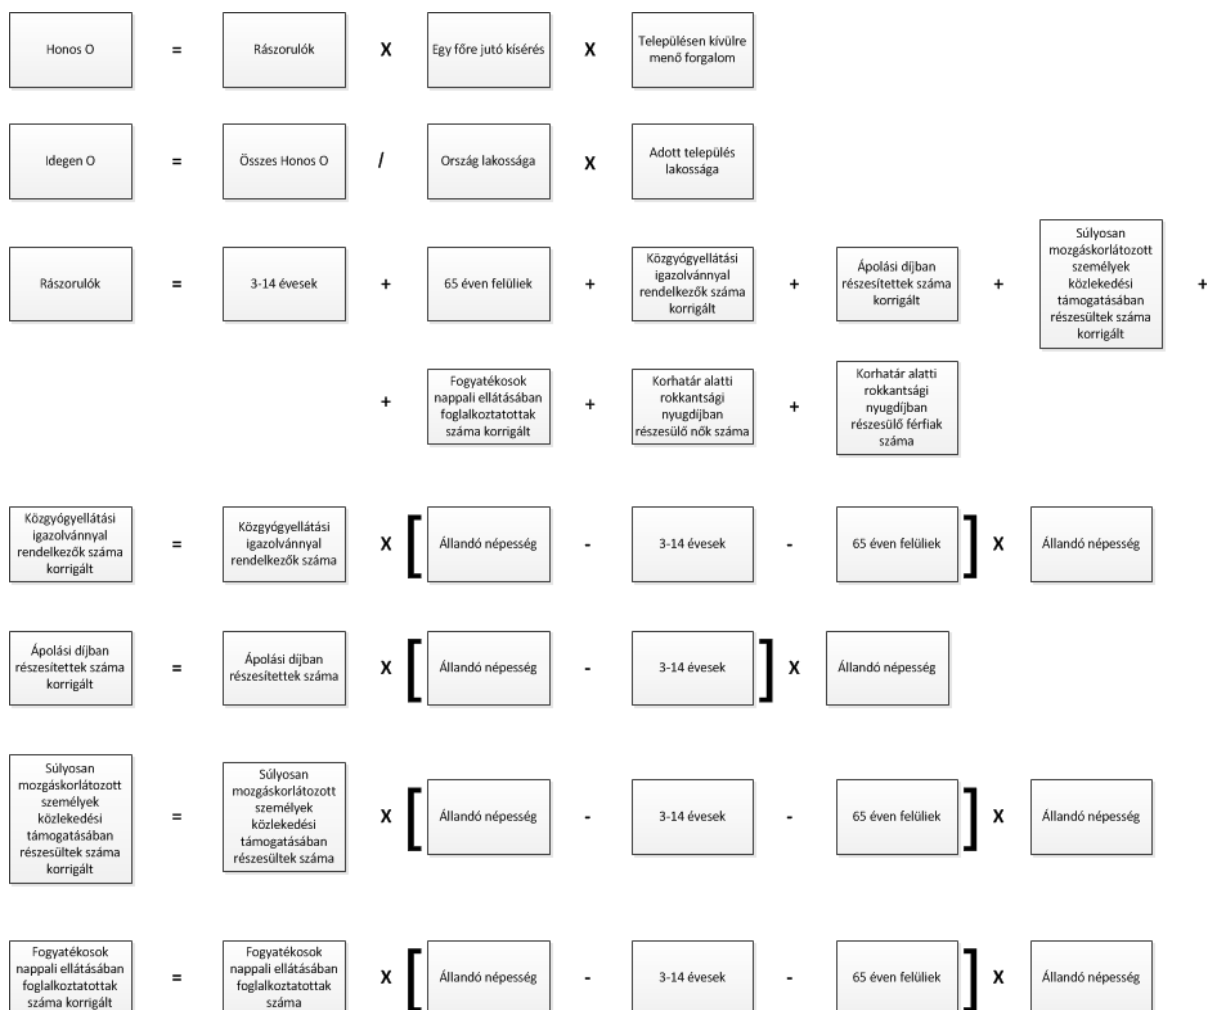 Honos O
=
Rászorulók
X
Egy főre jutó kísérés
X
Településen kívülre
menő forgalom
Idegen O
=
Összes Honos O
/
Ország lakossága
X
Adott település
lakossága
Rászorulók
=
3-14 évesek
+
65 éven felüliek
+
Közgyógyellátási
igazolvánnyal
rendelkezők száma
korrigált
+
Ápolási díjban
részesítettek száma
korrigált
+
Súlyosan
mozgáskorlátozott
személyek
közlekedési
támogatásában
részesültek száma
korrigált
+
+
Fogyatékosok
nappali ellátásában
foglalkoztatottak
száma korrigált
+
Korhatár alatti
rokkantsági
nyugdíjban
részesülő nők száma
+
Korhatár alatti
rokkantsági
nyugdíjban
részesülő férfiak
száma
Közgyógyellátási
igazolvánnyal
rendelkezők száma
korrigált
=
Közgyógyellátási
igazolvánnyal
rendelkezők száma
X
[
Állandó népesség
-
3-14 évesek
-
65 éven felüliek
]
X
Állandó népesség
Ápolási díjban
részesítettek száma
korrigált
=
Ápolási díjban
részesítettek száma
X
[
Állandó népesség
-
3-14 évesek
]
X
Állandó népesség
Súlyosan
mozgáskorlátozott
személyek
közlekedési
támogatásában
részesültek száma
korrigált
=
Súlyosan
mozgáskorlátozott
személyek
közlekedési
támogatásában
részesültek száma
X
[
Állandó népesség
-
3-14 évesek
-
65 éven felüliek
]
X
Állandó népesség
Fogyatékosok
nappali ellátásában
foglalkoztatottak
száma korrigált
=
Fogyatékosok
nappali ellátásában
foglalkoztatottak
száma
X
[
Állandó népesség
-
3-14 évesek
-
65 éven felüliek
]
X
Állandó népesség